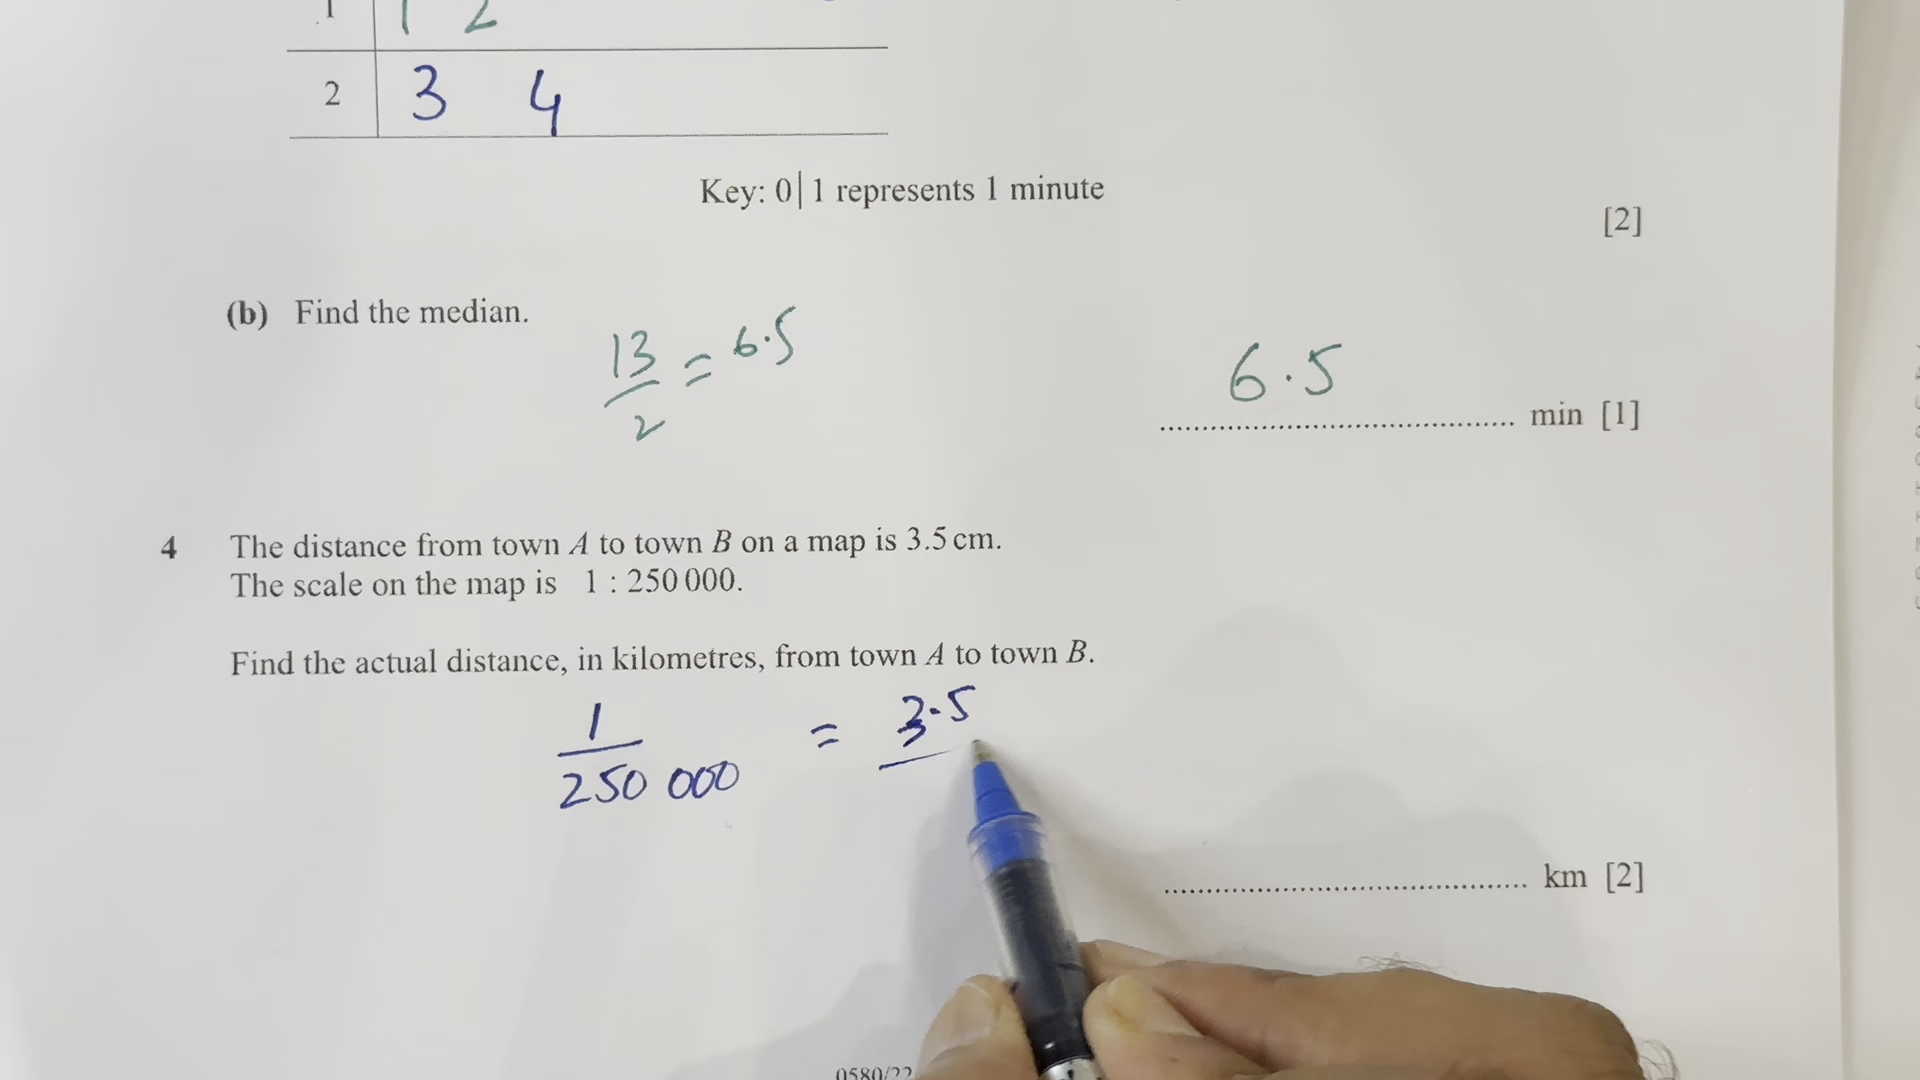 1 1 2
2 3 4
Key: 0|1 represents 1 minute
[2]
(b) Find the median.
13/2 = 6.5
6.5
min [1]
4 The distance from town A to town B on a map is 3.5 cm.
The scale on the map is 1 : 250 000.
Find the actual distance, in kilometres, from town A to town B.
1/250 000 = 3.5
km [2]
0580/22